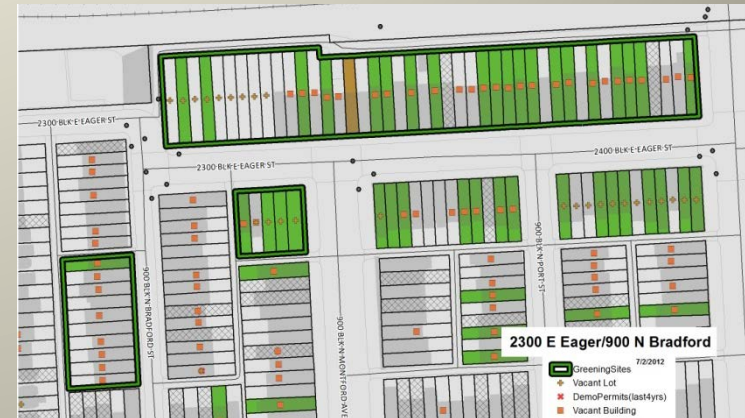 2300 BLK E EAGER ST
2300 BLK E EAGER ST
2400 BLK E EAGER ST
900 BLK N BRADFORD ST
900 BLK N MONTFORD AVE
900 BLK N PORT ST
2300 E Eager/900 N Bradford
7/2/2012
GreeningSites
Vacant Lot
DemoPermits(last4yrs)
Vacant Building